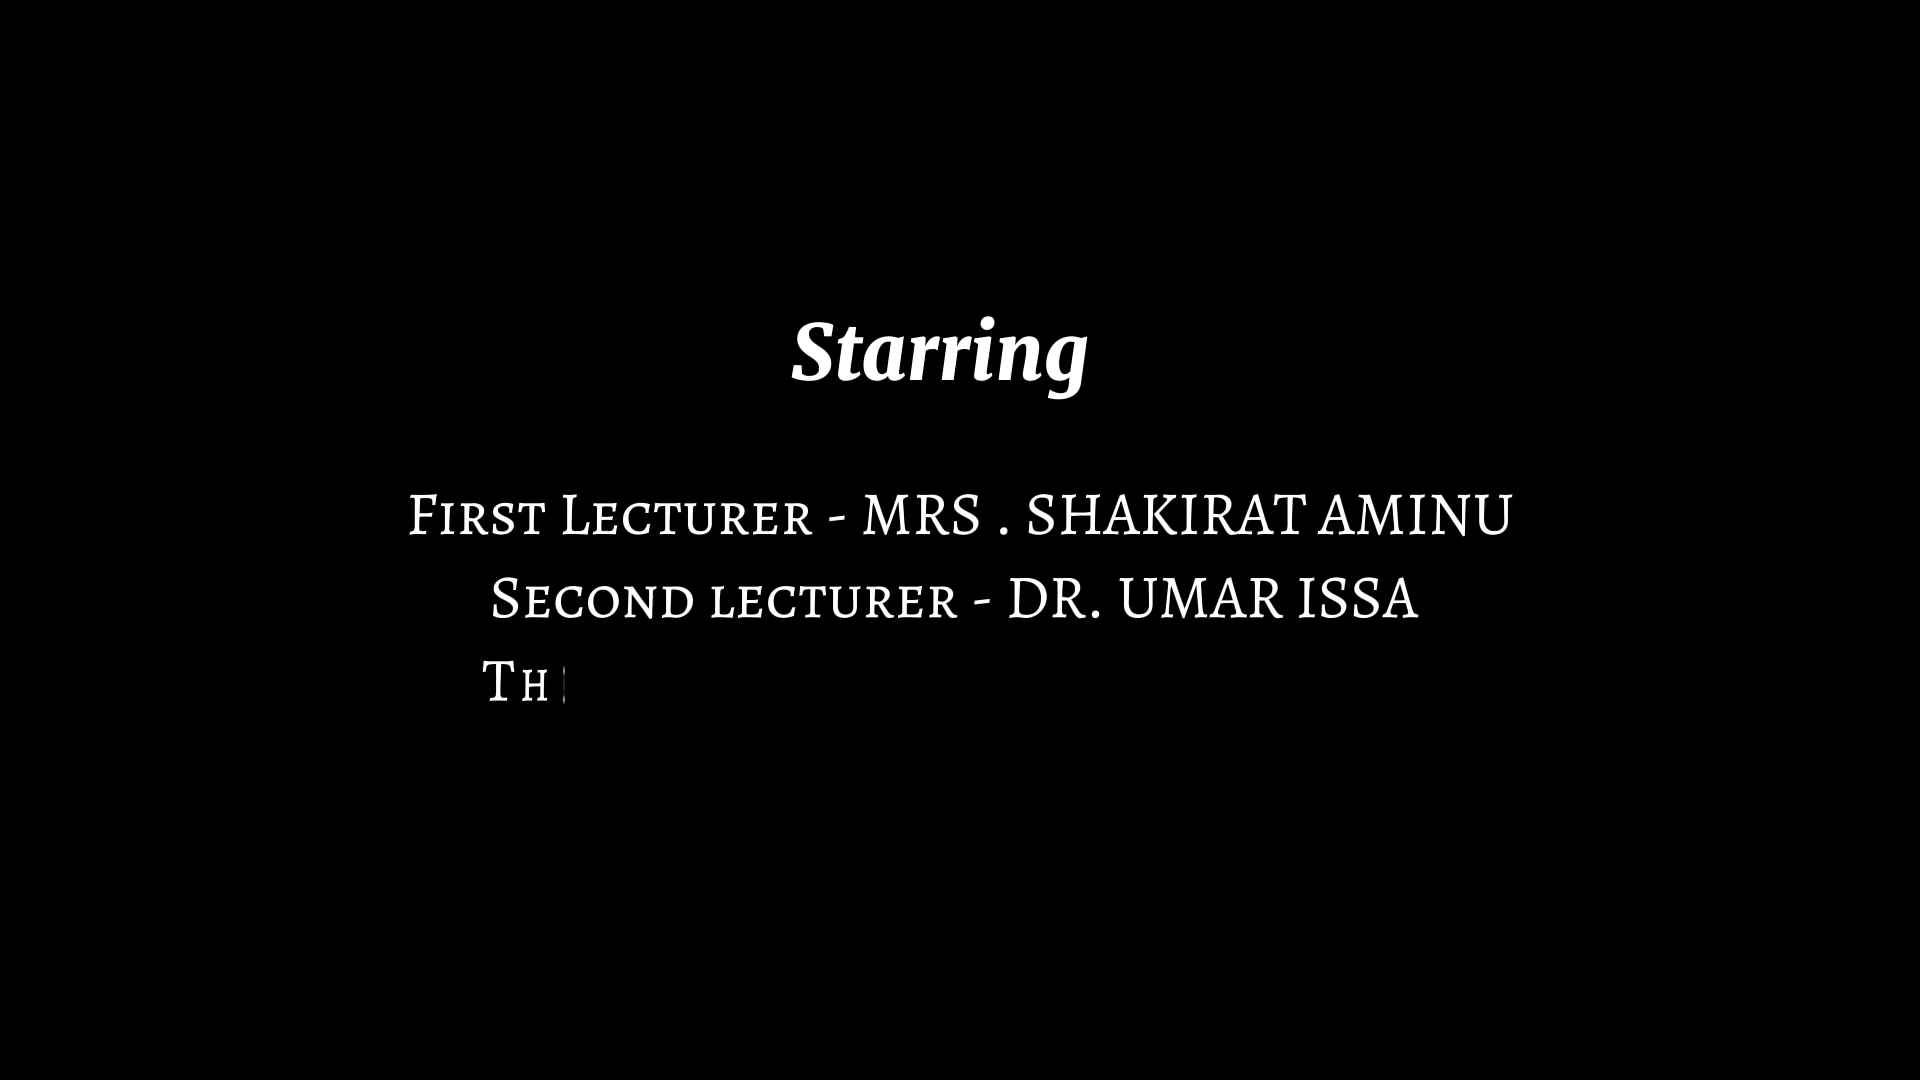 Starring
First Lecturer - MRS . SHAKIRAT AMINU
Second lecturer - DR. UMAR ISSA
Th